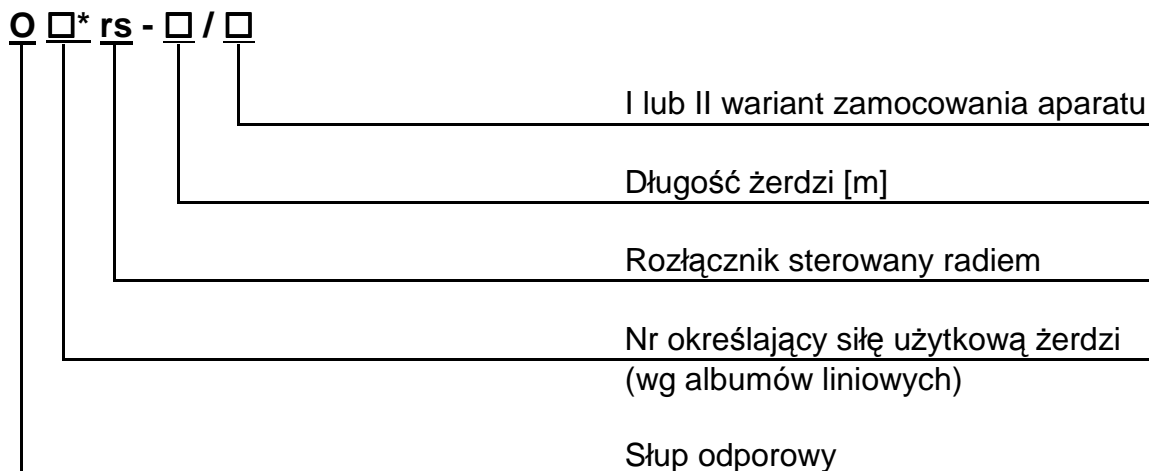 O □* rs - □ / □
I lub II wariant zamocowania aparatu
Długość żerdzi [m]
Rozłącznik sterowany radiem
Nr określający siłę użytkową żerdzi
(wg albumów liniowych)
Słup odporowy